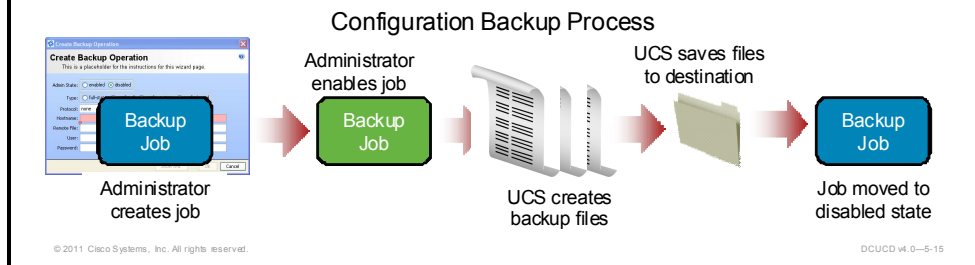 Configuration Backup Process
Create Backup Operation
Create Backup Operation
This is a placeholder for the instructions for this wizard page.
Admin State: enabled disabled
Type:
Protocol: none
Hostname:
Remote File:
User:
Password:
Cancel
Backup
Job
Administrator
creates job
Administrator
enables job
Backup
Job
UCS creates
backup files
UCS saves files
to destination
Backup
Job
Job moved to
disabled state
© 2011 Cisco Systems, Inc. All rights reserved.
DCUCD v4.0—5-15